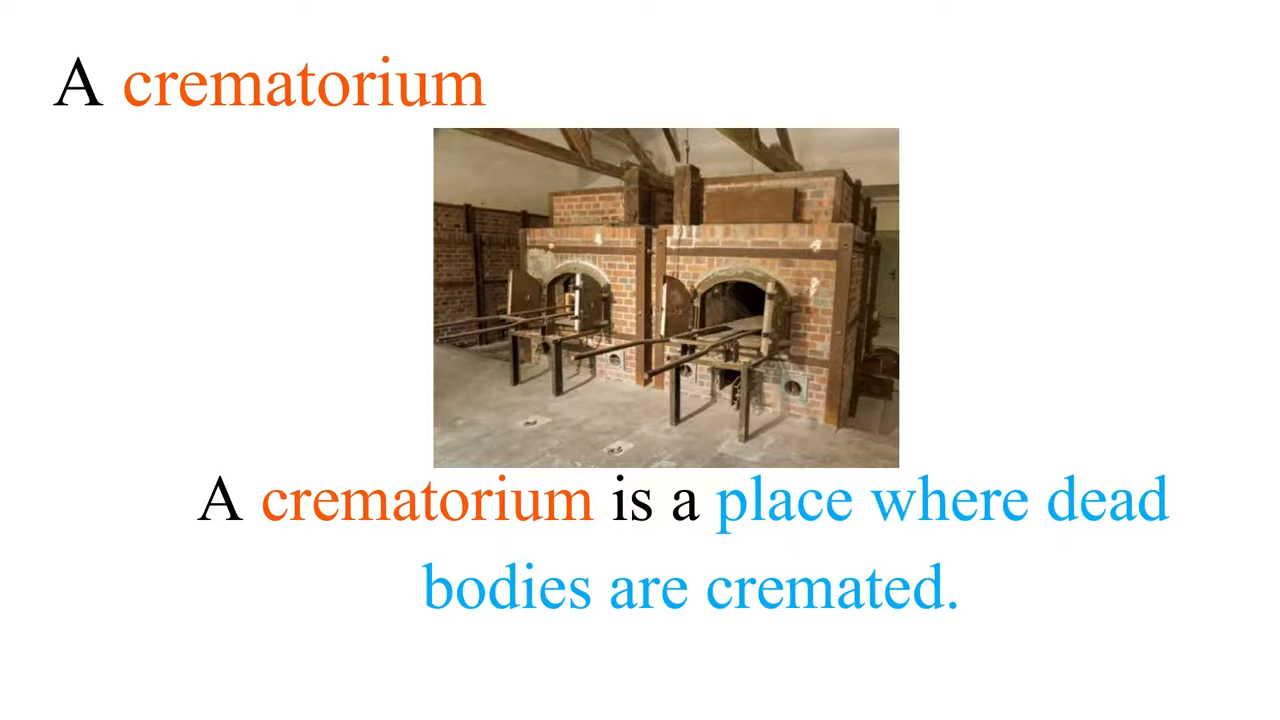 A crematorium
A crematorium is a place where dead
bodies are cremated.